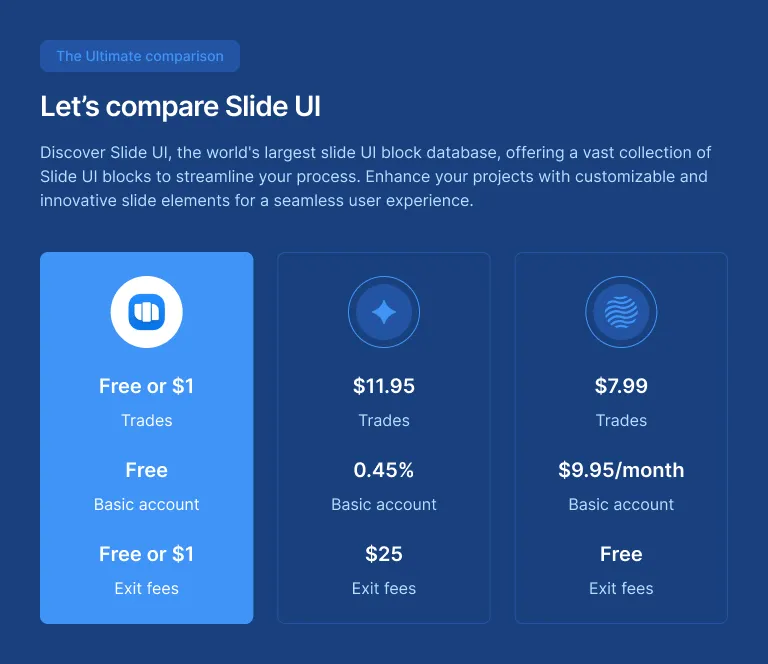 The Ultimate comparison
Let’s compare Slide UI
Discover Slide UI, the world's largest slide UI block database, offering a vast collection of
Slide UI blocks to streamline your process. Enhance your projects with customizable and
innovative slide elements for a seamless user experience.
Free or $1
Trades
Free
Basic account
Free or $1
Exit fees
$11.95
Trades
0.45%
Basic account
$25
Exit fees
$7.99
Trades
$9.95/month
Basic account
Free
Exit fees